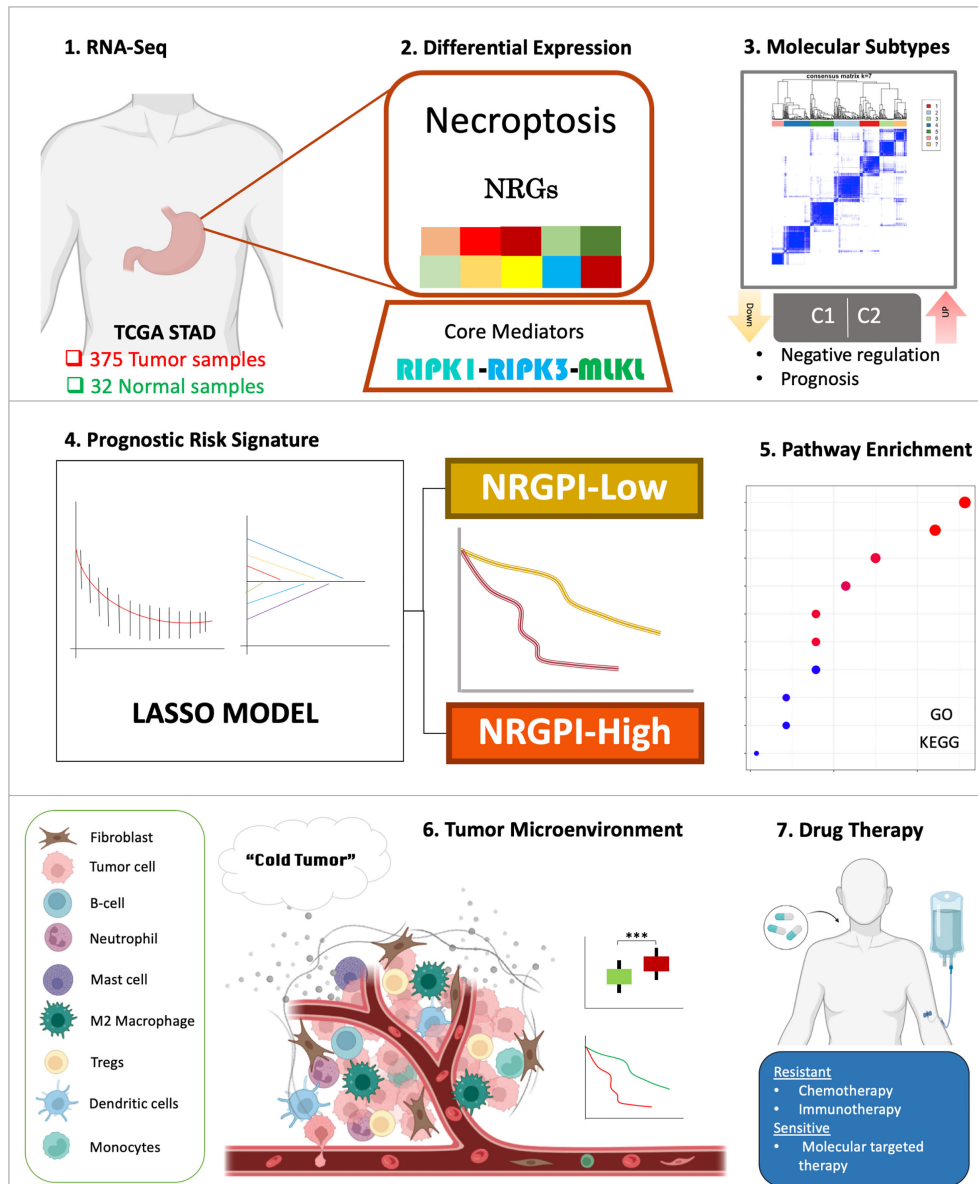 1. RNA-Seq
TCGA STAD
375 Tumor samples
32 Normal samples
2. Differential Expression
Necroptosis
NRGs
Core Mediators
RIPK1-RIPK3-MLKL
3. Molecular Subtypes
consensus matrix k=7
1
2
3
4
5
6
7
Down
C1 | C2
UP
• Negative regulation
• Prognosis
4. Prognostic Risk Signature
LASSO MODEL
NRGPI-Low
NRGPI-High
5. Pathway Enrichment
GO
KEGG
Fibroblast
Tumor cell
B-cell
Neutrophil
Mast cell
M2 Macrophage
Tregs
Dendritic cells
Monocytes
6. Tumor Microenvironment
“Cold Tumor”
***
7. Drug Therapy
Resistant
• Chemotherapy
• Immunotherapy
Sensitive
• Molecular targeted
therapy